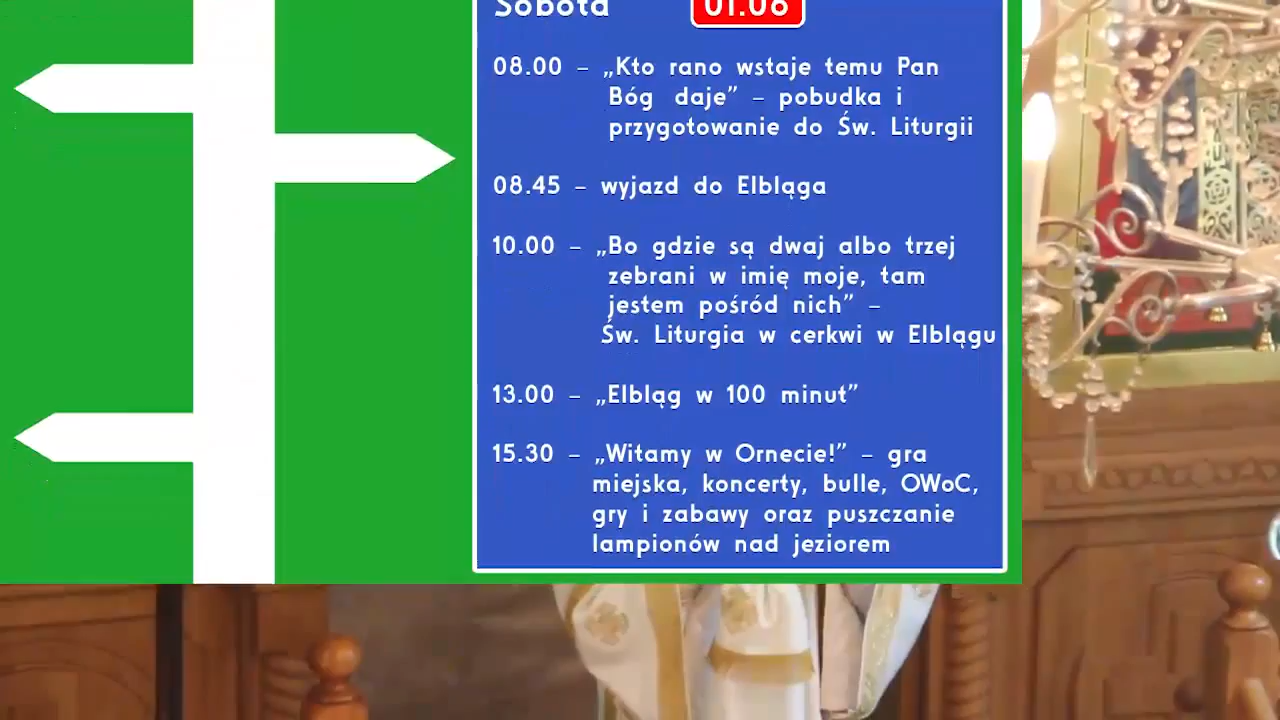 Sobota 01.08
08.00 – „Kto rano wstaje temu Pan
Bóg daje” – pobudka i
przygotowanie do Św. Liturgii
08.45 – wyjazd do Elbląga
10.00 – „Bo gdzie są dwaj albo trzej
zebrani w imię moje, tam
jestem pośród nich” –
Św. Liturgia w cerkwi w Elblągu
13.00 – „Elbląg w 100 minut”
15.30 – „Witamy w Ornecie!” – gra
miejska, koncerty, bulle, OWoC,
gry i zabawy oraz puszczanie
lampionów nad jeziorem